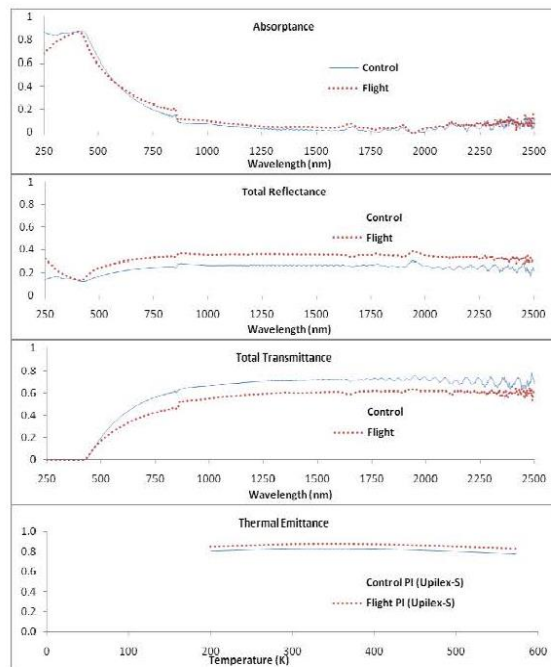 Absorptance
1
0.8
0.6
0.4
0.2
0
Control
Flight
250 500 750 1000 1250 1500 1750 2000 2250 2500
Wavelength (nm)
Total Reflectance
1
0.8
0.6
0.4
0.2
0
Control
Flight
250 500 750 1000 1250 1500 1750 2000 2250 2500
Wavelength (nm)
Total Transmittance
1
0.8
0.6
0.4
0.2
0
Control
Flight
250 500 750 1000 1250 1500 1750 2000 2250 2500
Wavelength (nm)
Thermal Emittance
1.0
0.8
0.6
0.4
0.2
0.0
Control PI (Upilex-S)
Flight PI (Upilex-S)
0 100 200 300 400 500 600
Temperature (K)